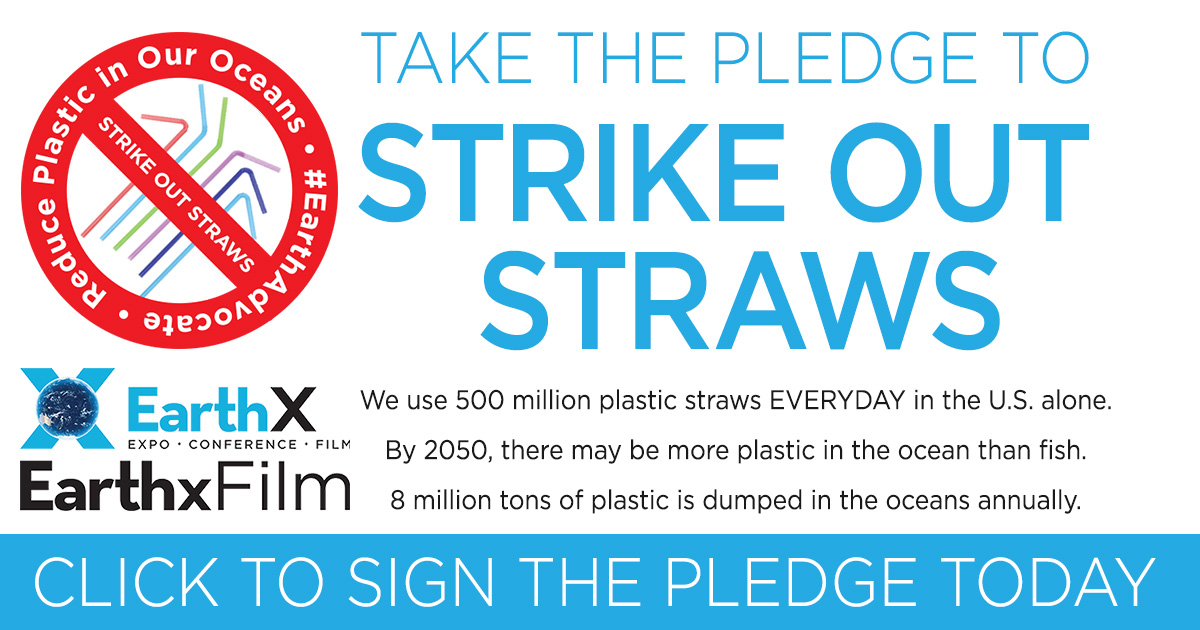 Reduce Plastic in Our Oceans • #EarthAdvocate •
STRIKE OUT STRAWS
TAKE THE PLEDGE TO
STRIKE OUT
STRAWS
EarthX
EXPO · CONFERENCE · FILM
EarthxFilm
We use 500 million plastic straws EVERYDAY in the U.S. alone.
By 2050, there may be more plastic in the ocean than fish.
8 million tons of plastic is dumped in the oceans annually.
CLICK TO SIGN THE PLEDGE TODAY